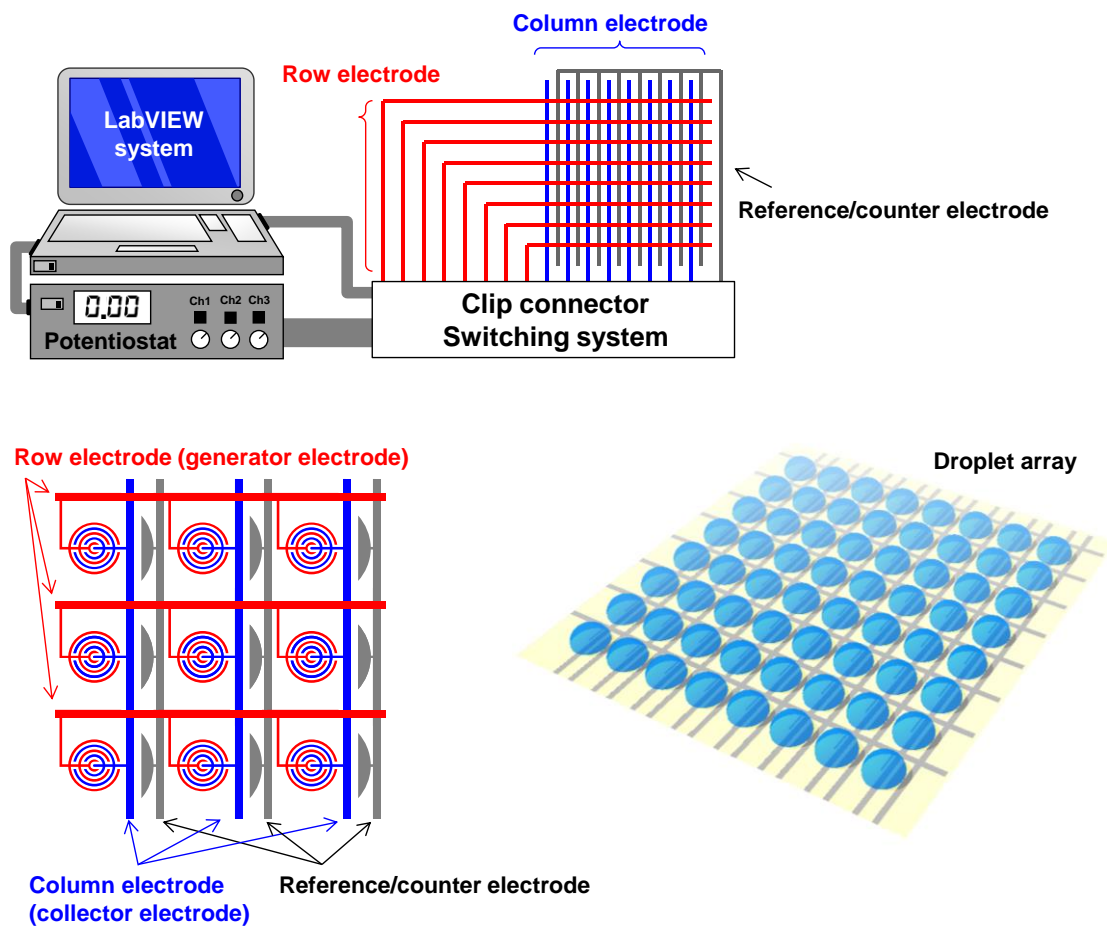 Column electrode
Row electrode
LabVIEW
system
Reference/counter electrode
Clip connector
Switching system
0.00
Ch1 Ch2 Ch3
Potentiostat
Row electrode (generator electrode)
Droplet array
Column electrode
(collector electrode)
Reference/counter electrode